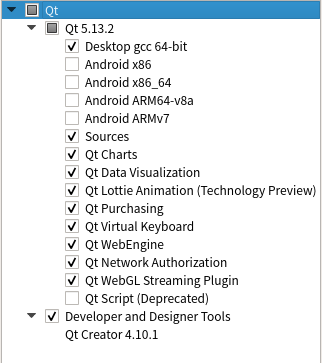 Qt
Qt 5.13.2
Desktop gcc 64-bit
Android x86
Android x86_64
Android ARM64-v8a
Android ARMv7
Sources
Qt Charts
Qt Data Visualization
Qt Lottie Animation (Technology Preview)
Qt Purchasing
Qt Virtual Keyboard
Qt WebEngine
Qt Network Authorization
Qt WebGL Streaming Plugin
Qt Script (Deprecated)
Developer and Designer Tools
Qt Creator 4.10.1